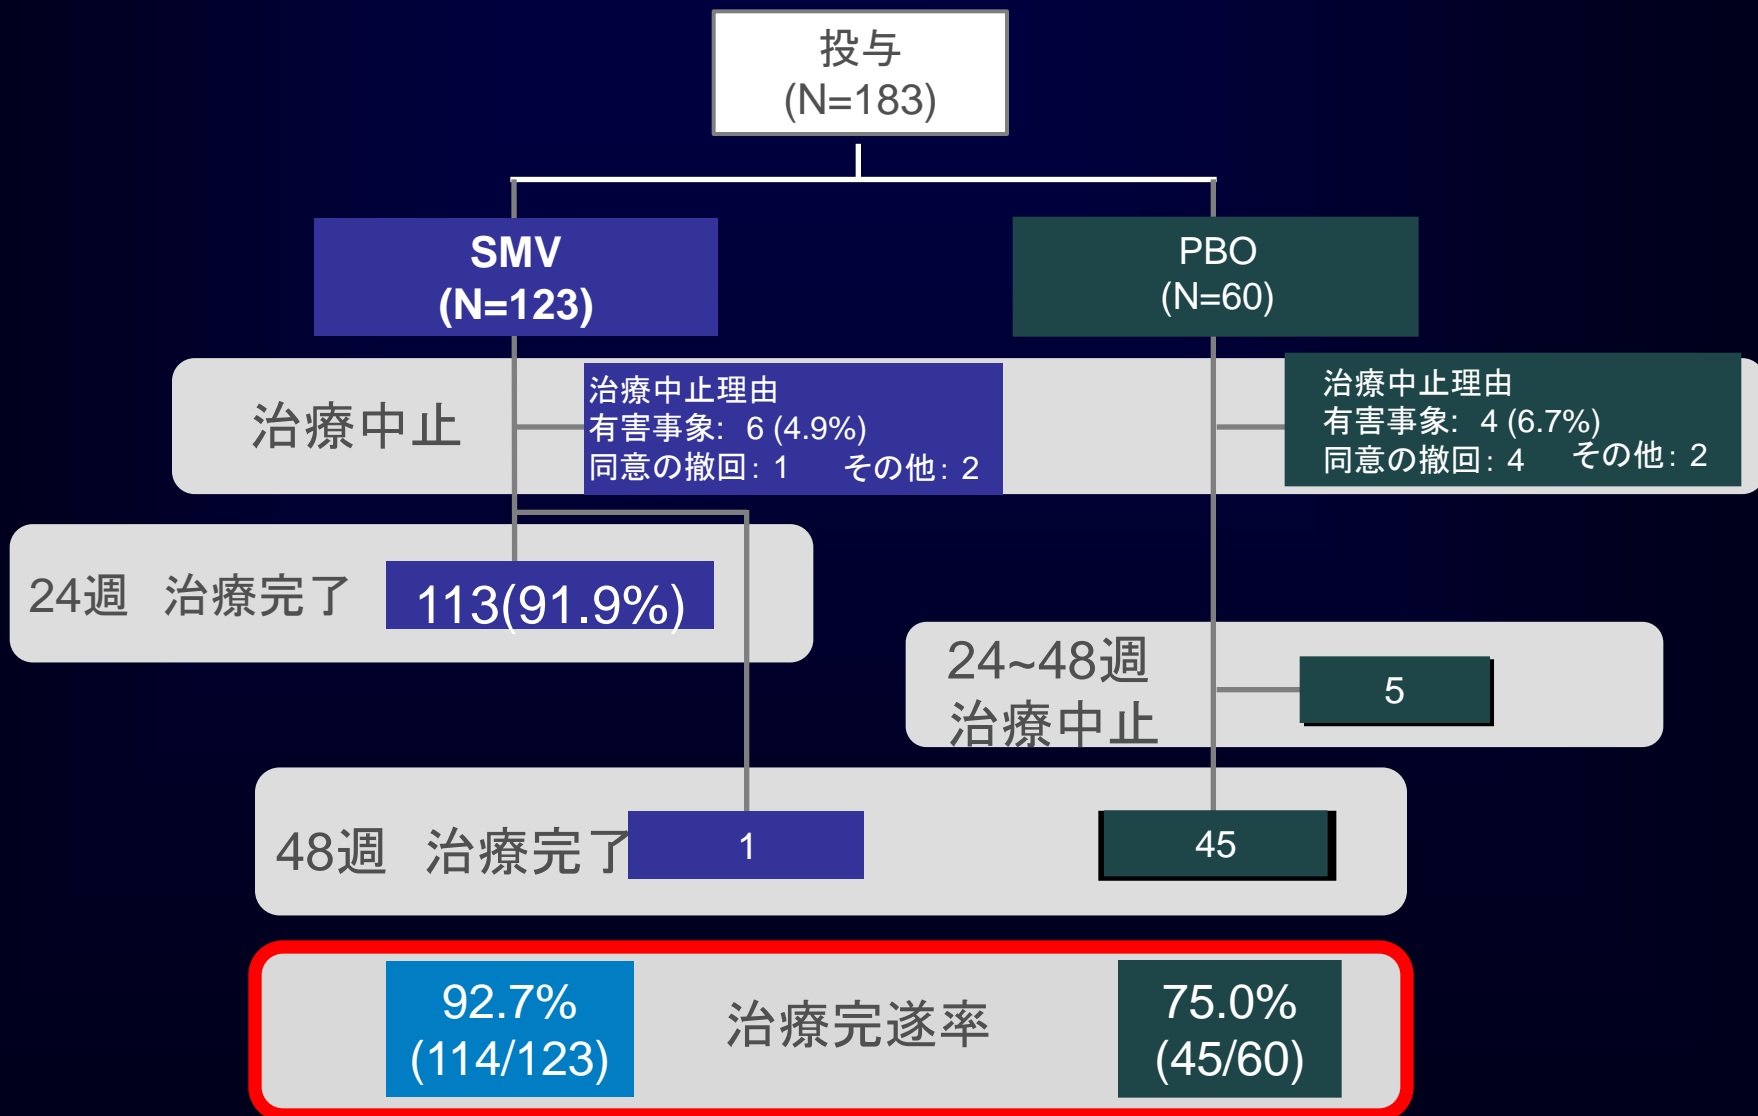 投与
(N=183)
SMV
(N=123)
PBO
(N=60)
治療中止
治療中止理由
有害事象: 6 (4.9%)
同意の撤回: 1 その他: 2
治療中止理由
有害事象: 4 (6.7%)
同意の撤回: 4 その他: 2
24週 治療完了
113(91.9%)
24~48週
治療中止
5
48週 治療完了
1
45
92.7%
(114/123)
治療完遂率
75.0%
(45/60)